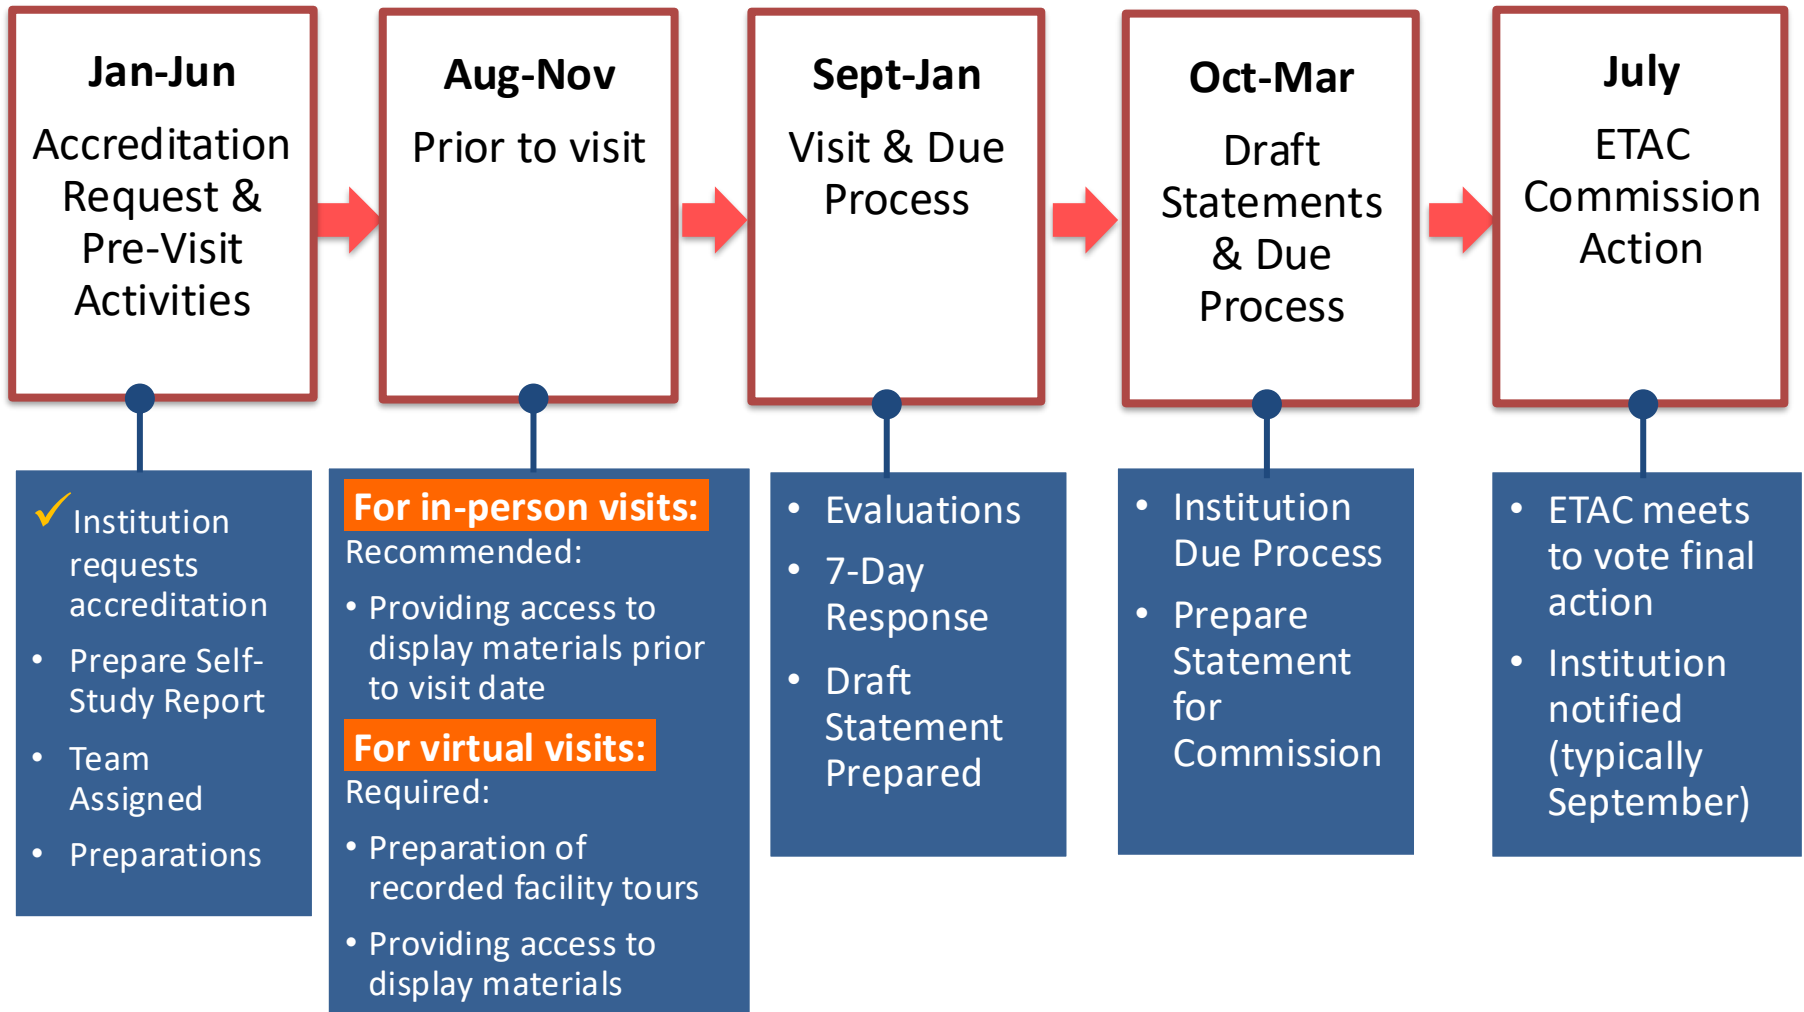 Jan-Jun
Accreditation
Request &
Pre-Visit
Activities
Aug-Nov
Prior to visit
Sept-Jan
Visit & Due
Process
Oct-Mar
Draft
Statements
& Due
Process
July
ETAC
Commission
Action
✓Institution
requests
accreditation
• Prepare Self-
Study Report
• Team
Assigned
• Preparations
For in-person visits:
Recommended:
• Providing access to
display materials prior
to visit date
For virtual visits:
Required:
• Preparation of
recorded facility tours
• Providing access to
display materials
• Evaluations
• 7-Day
Response
• Draft
Statement
Prepared
• Institution
Due Process
• Prepare
Statement
for
Commission
• ETAC meets
to vote final
action
• Institution
notified
(typically
September)